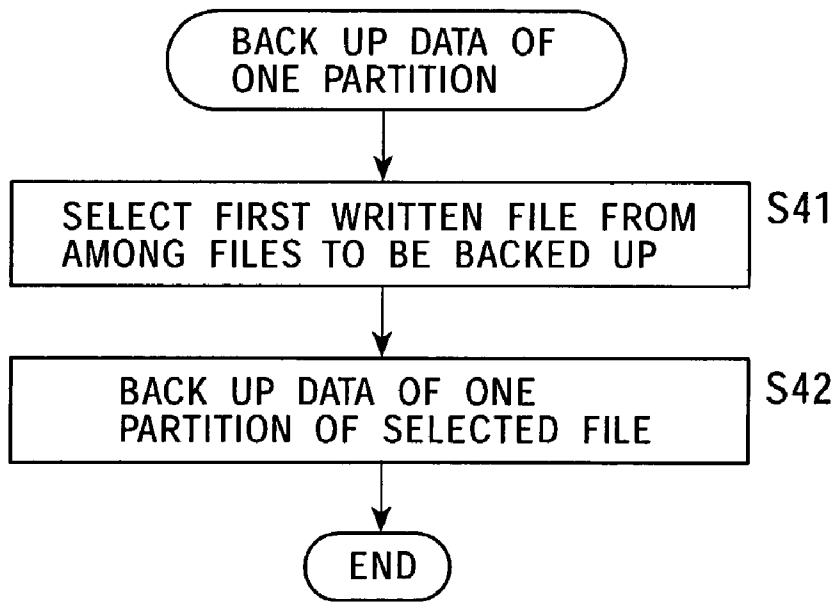 BACK UP DATA OF
ONE PARTITION
SELECT FIRST WRITTEN FILE FROM
AMONG FILES TO BE BACKED UP
S41
BACK UP DATA OF ONE
PARTITION OF SELECTED FILE
S42
END